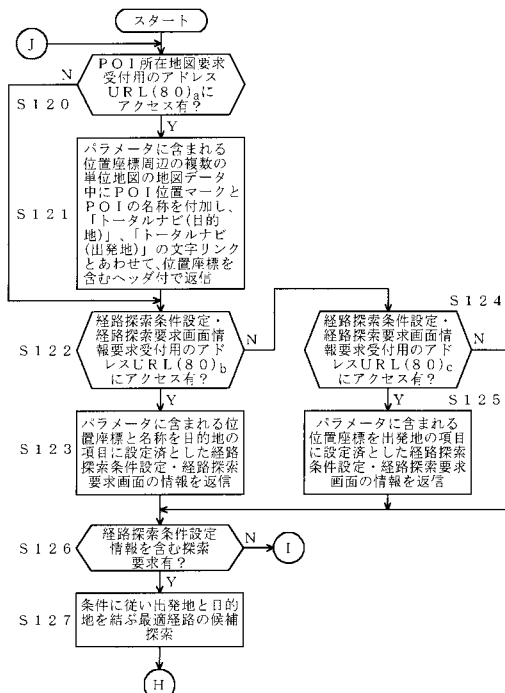 スタート
J
POI所在地図要求
受付用のアドレス
URL(80)aに
アクセス有?
N
S120
Y
パラメータに含まれる
位置座標周辺の複数の
単位地図の地図データ
中にPOI位置マークと
POIの名称を付加し、
「トータルナビ(目的
地)」、「トータルナビ
(出発地)」の文字リンク
とあわせて、位置座標を
含むヘッダ付で返信
S121
経路探索条件設定・
経路探索要求画面情
報要求受付用のアド
レスURL(80)b
にアクセス有?
N
S122
Y
S124
経路探索条件設定・
経路探索要求画面情
報要求受付用のアド
レスURL(80)c
にアクセス有?
N
Y
S125
パラメータに含まれる位
置座標と名称を目的地の
項目に設定済とした経路
探索条件設定・経路探索
要求画面の情報を返信
S123
パラメータに含まれる
位置座標を出発地の項目
に設定済とした経路探索
条件設定・経路探索要求
画面の情報を返信
経路探索条件設定
情報を含む探索
要求有?
N
I
S126
Y
条件に従い出発地と目的
地を結ぶ最適経路の候補
探索
S127
H